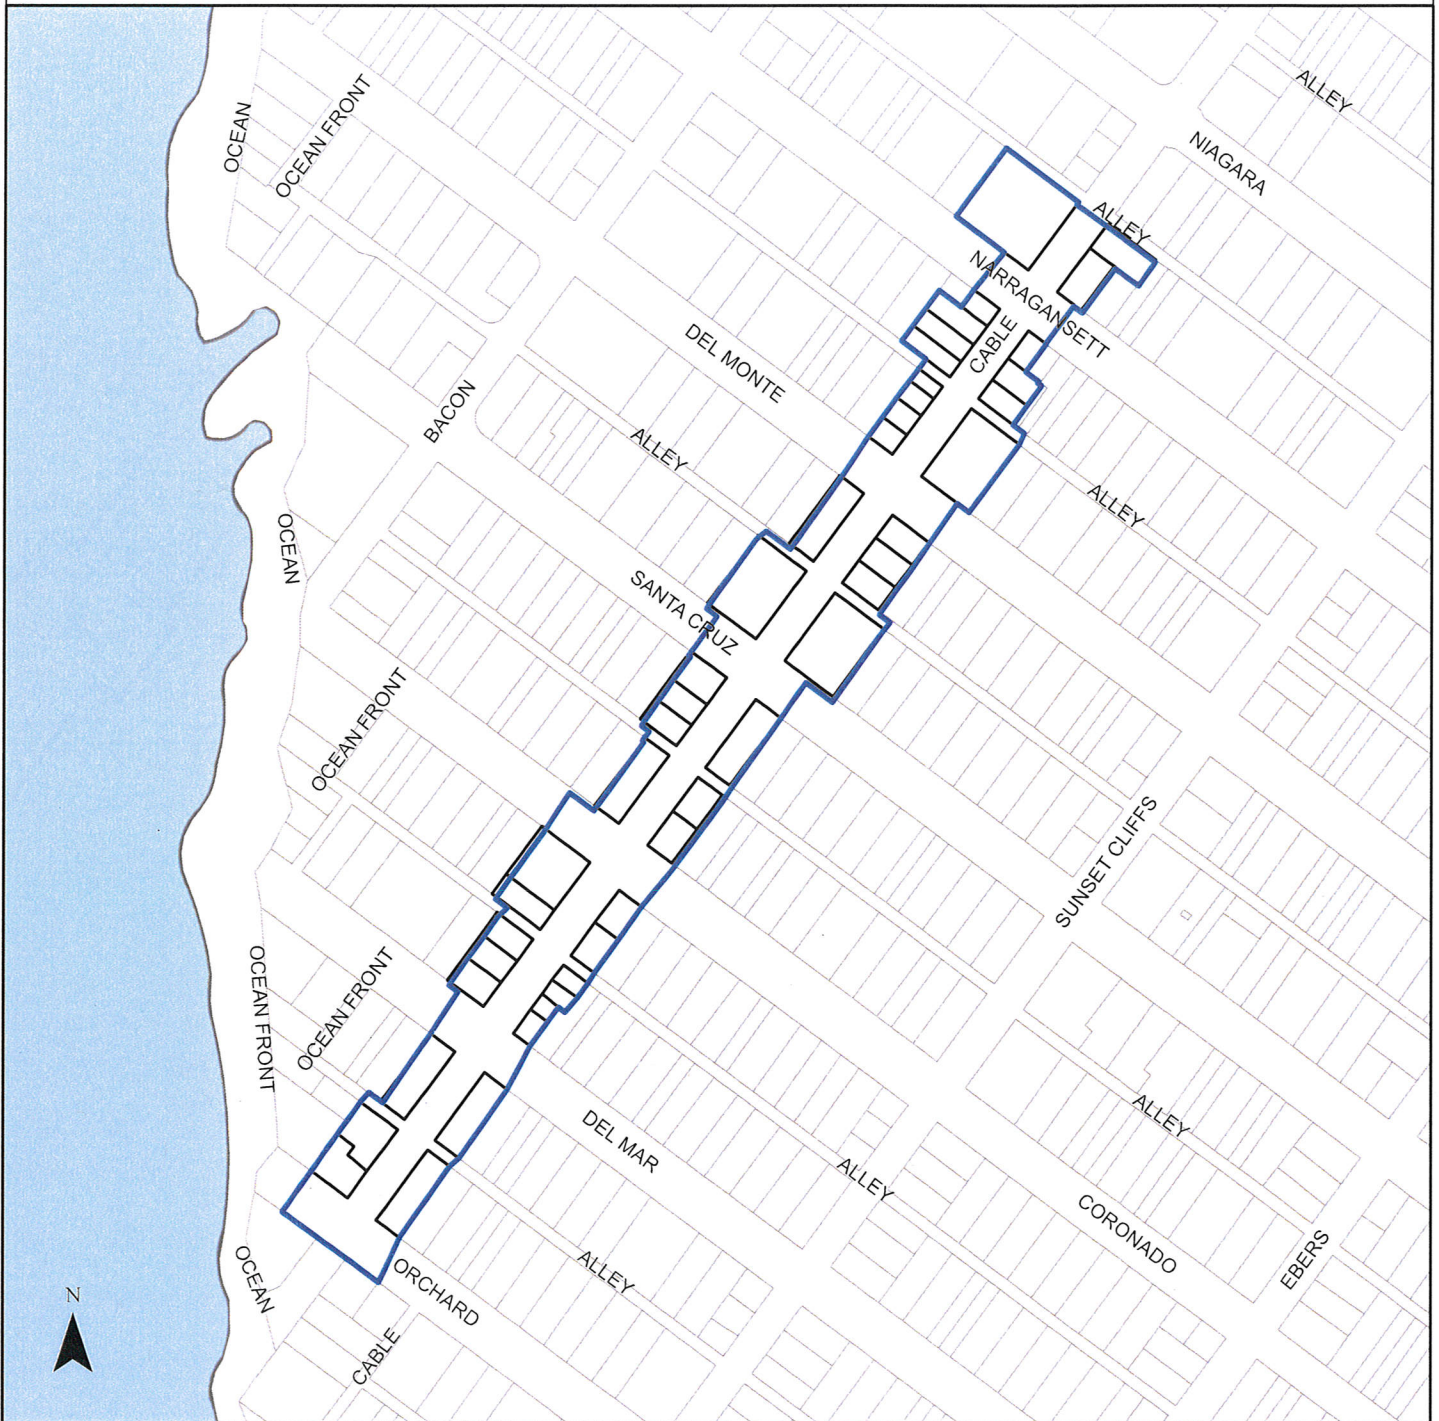 ALLEY
OCEAN
OCEAN FRONT
NIAGARA
ALLEY
NARRAGANSETT
CABLE
DEL MONTE
BACON
ALLEY
ALLEY
OCEAN
SANTA CRUZ
OCEAN FRONT
SUNSET CLIFFS
OCEAN FRONT
OCEAN FRONT
DEL MAR
ALLEY
ALLEY
CORONADO
EBERS
OCEAN
ALLEY
ORCHARD
N
CABLE